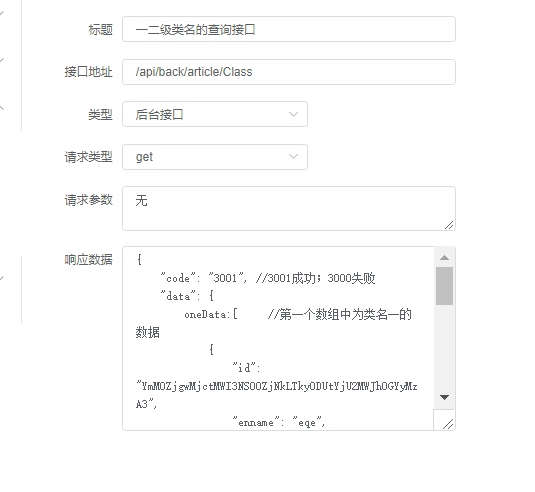 标题 一二级类名的查询接口
接口地址 /api/back/article/Class
类型 后台接口
请求类型 get
请求参数 无
响应数据 {
"code": "3001", //3001成功; 3000失败
"data": {
oneData:[ //第一个数组中为类名一的
数据
{
"id":
"YmM0ZjgwMjctMWI3NS00ZjNkLTkyODUtYjU2MWJhOGYyMz
A3",
"enname": "eqe",